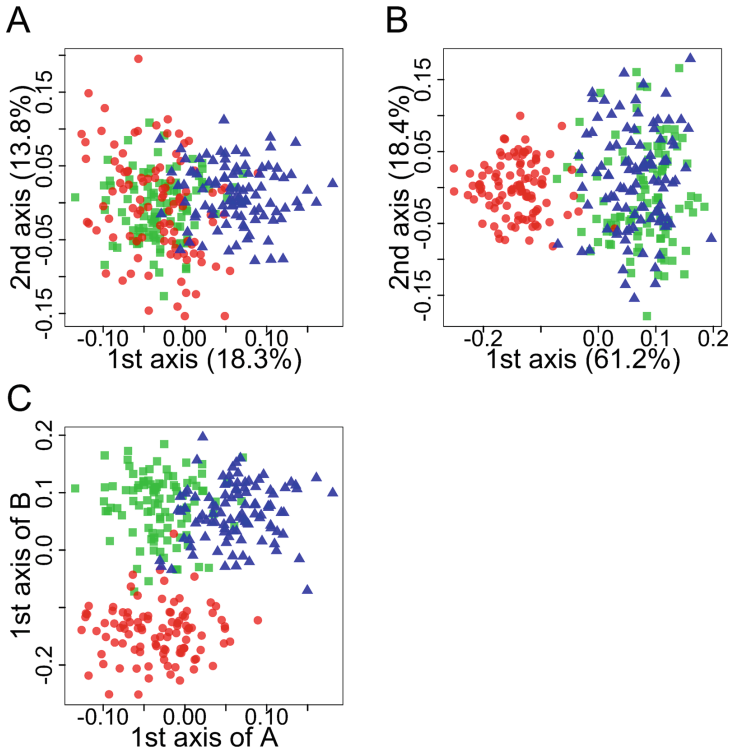 A
2nd axis (13.8%)
0.15
0.05
-0.05
-0.15
-0.10
0.00
0.10
1st axis (18.3%)
B
2nd axis (18.4%)
0.15
0.05
-0.05
-0.15
-0.2
0.0
0.1
0.2
1st axis (61.2%)
C
1st axis of B
0.2
0.1
0.0
-0.2
-0.10
0.00
0.10
1st axis of A